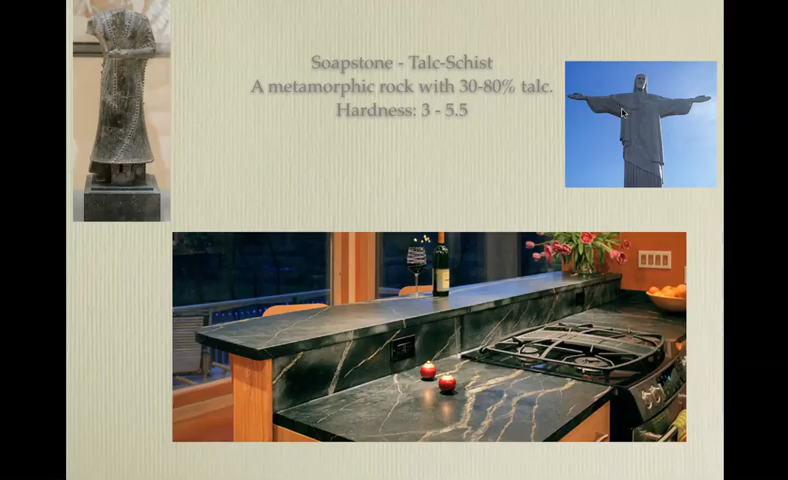 Soapstone - Talc-Schist
A metamorphic rock with 30-80% talc.
Hardness: 3 - 5.5